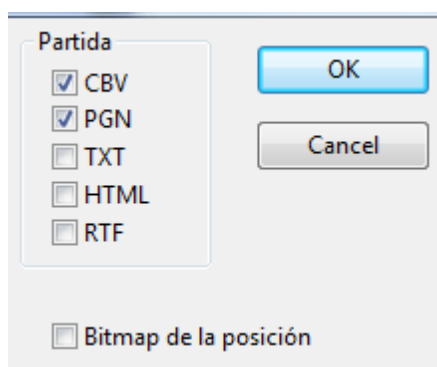 Partida
CBV
PGN
TXT
HTML
RTF
OK
Cancel
Bitmap de la posición